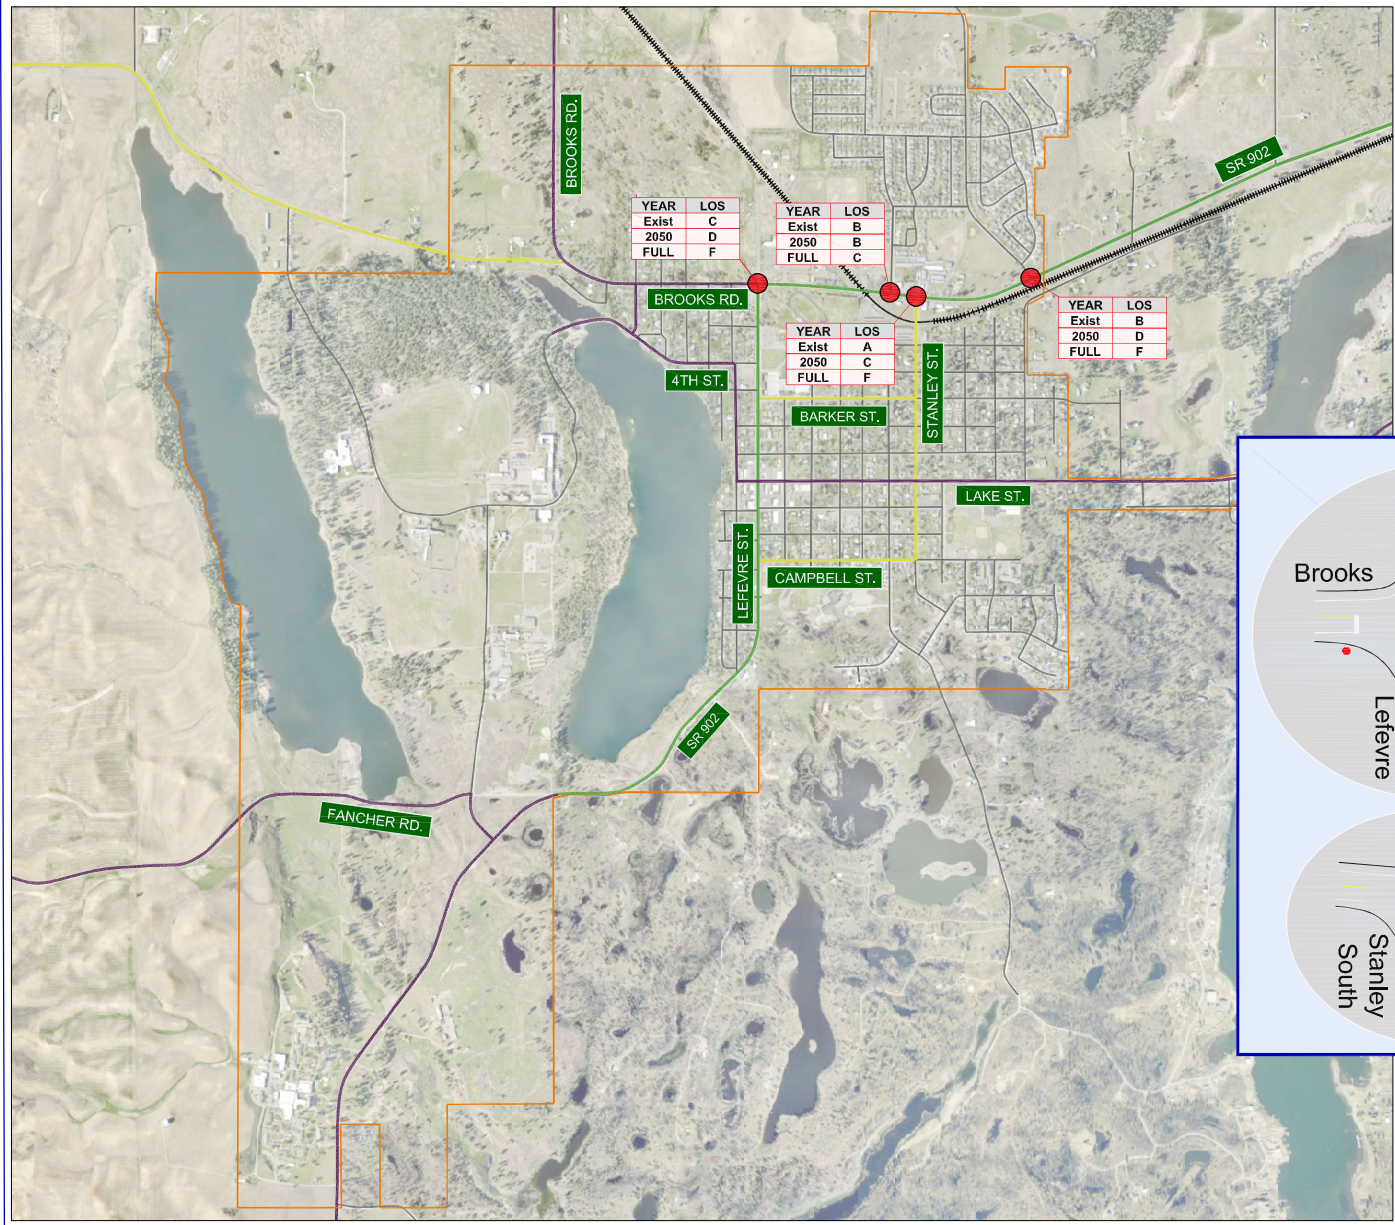 BROOKS RD.
SR 902
YEAR LOS
Exist C
2050 D
FULL F
YEAR LOS
Exist B
2050 B
FULL C
BROOKS RD.
YEAR LOS
Exist A
2050 C
FULL F
YEAR LOS
Exist B
2050 D
FULL F
4TH ST.
STANLEY ST.
BARKER ST.
LAKE ST.
LEFEVRE ST.
CAMPBELL ST.
SR 902
FANCHER RD.
Brooks
Lefevre
Stanley
South